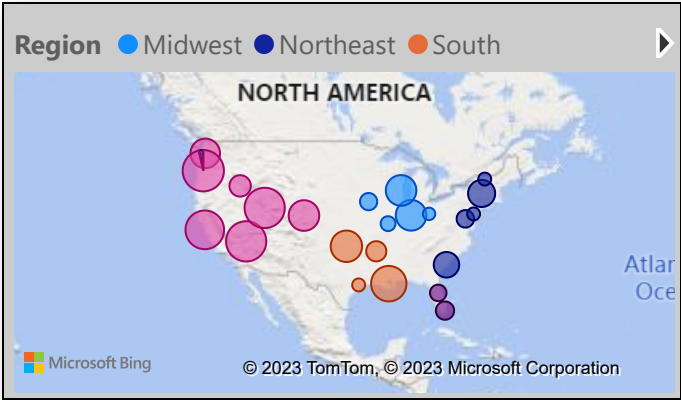 Region Midwest Northeast South
NORTH AMERICA
Atlan
Oce
Microsoft Bing
© 2023 TomTom, © 2023 Microsoft Corporation